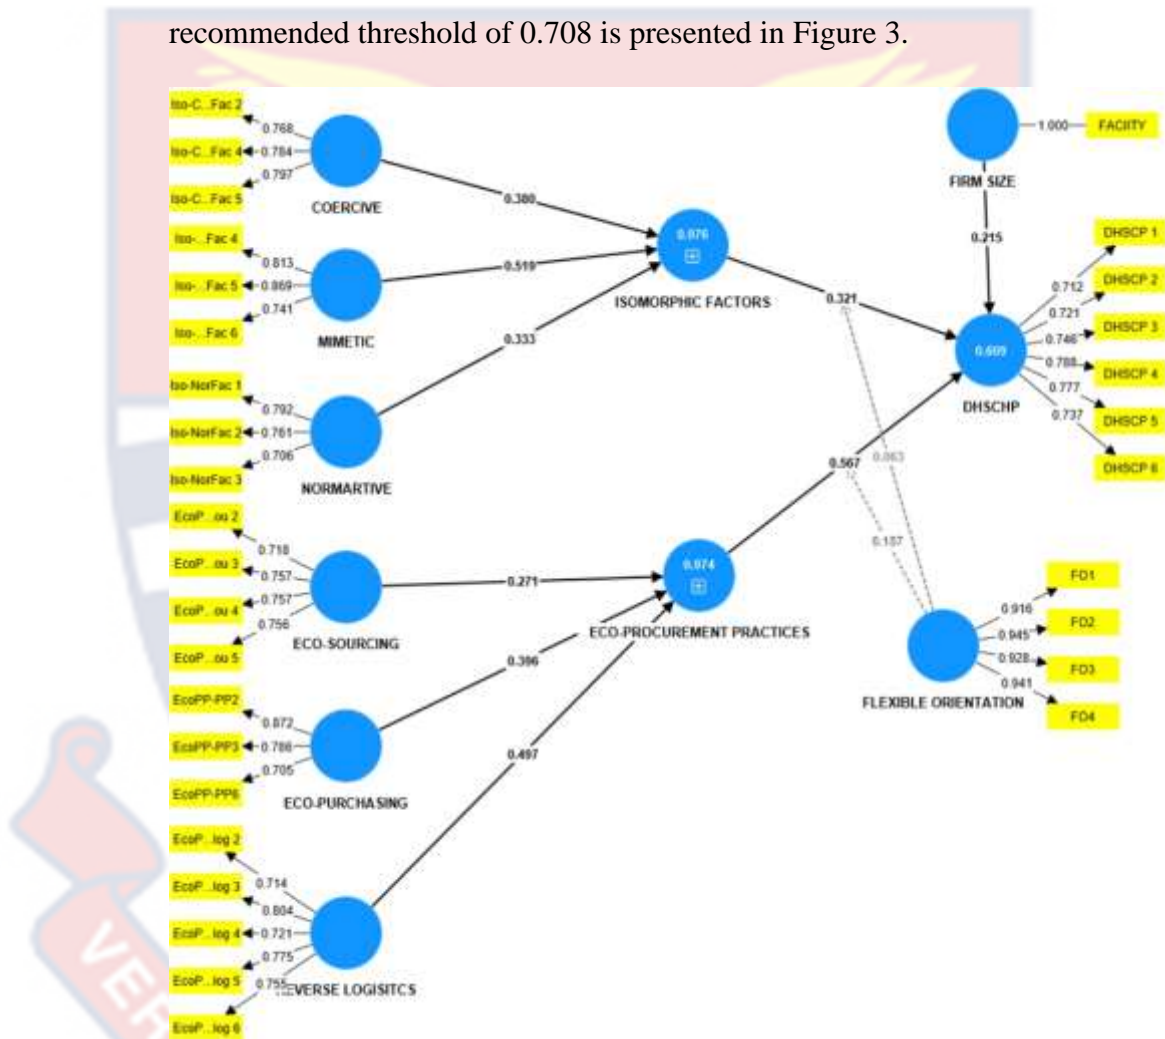 recommended threshold of 0.708 is presented in Figure 3.
Iso-C...Fac 2
0.768
Iso-C...Fac 4
0.784
Iso-C...Fac 5
0.797
COERCIVE
0.380
Iso-...Fac 4
0.813
Iso-...Fac 5
0.869
Iso-...Fac 6
0.741
MIMETIC
0.519
Iso-NorFac 1
0.792
Iso-NorFac 2
0.761
Iso-NorFac 3
0.706
NORMARTIVE
0.333
0.976
ISOMORPHIC FACTORS
0.321
FIRM SIZE
1.000
FACIITY
0.215
0.609
DHSCHP
DHSCP 1
0.712
DHSCP 2
0.721
DHSCP 3
0.746
DHSCP 4
0.788
DHSCP 5
0.777
DHSCP 6
0.737
EcoP...ou 2
0.718
EcoP...ou 3
0.757
EcoP...ou 4
0.757
EcoP...ou 5
0.756
ECO-SOURCING
0.271
EcoPP-PP2
0.872
EcoPP-PP3
0.786
EcoPP-PP6
0.705
ECO-PURCHASING
0.396
EcoP...log 2
0.714
EcoP...log 3
0.804
EcoP...log 4
0.721
EcoP...log 5
0.775
EcoP...log 6
0.755
EVERSE LOGISITCS
0.497
0.974
ECO-PROCUREMENT PRACTICES
0.567
0.063
0.157
FLEXIBLE ORIENTATION
FO1
0.916
FO2
0.945
FO3
0.928
FO4
0.941
VER